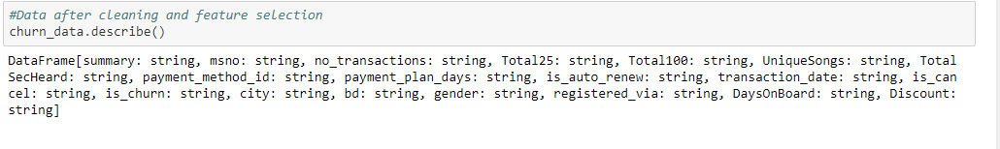 #Data after cleaning and feature selection
churn_data.describe()
DataFrame[summary: string, msno: string, no_transactions: string, Total25: string, Total100: string, UniqueSongs: string, Total
SecHeard: string, payment_method_id: string, payment_plan_days: string, is_auto_renew: string, transaction_date: string, is_can
cel: string, is_churn: string, city: string, bd: string, gender: string, registered_via: string, DaysOnBoard: string, Discount:
string]